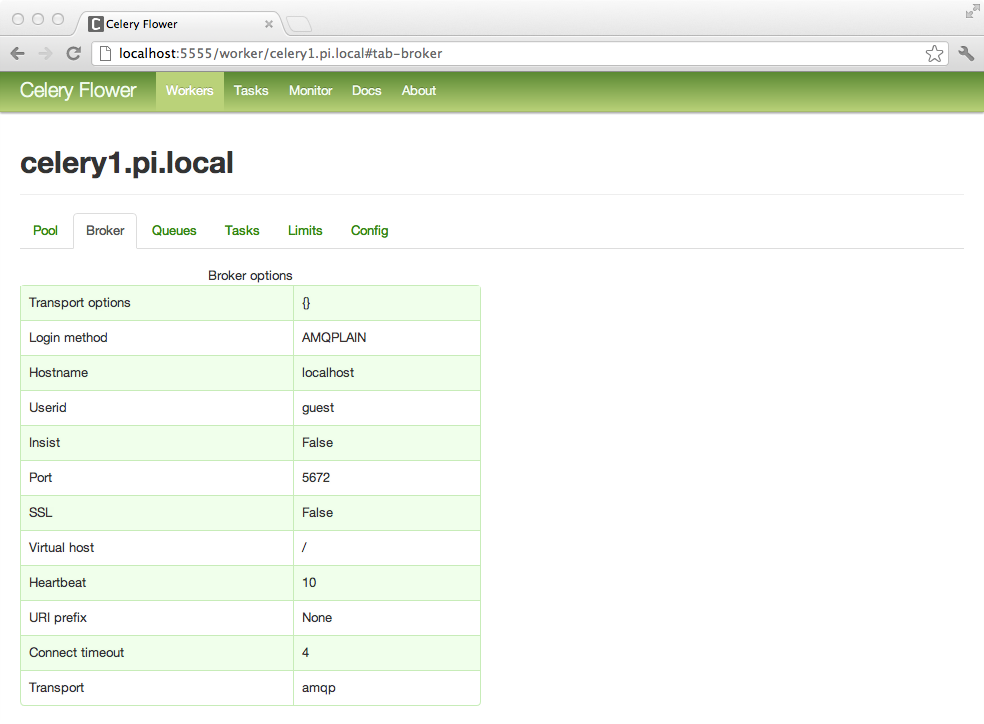 Celery Flower
localhost:5555/worker/celery1.pi.local#tab-broker
Celery Flower Workers Tasks Monitor Docs About
celery1.pi.local
Pool Broker Queues Tasks Limits Config
Broker options
Transport options {}
Login method AMQPLAIN
Hostname localhost
Userid guest
Insist False
Port 5672
SSL False
Virtual host /
Heartbeat 10
URI prefix None
Connect timeout 4
Transport amqp